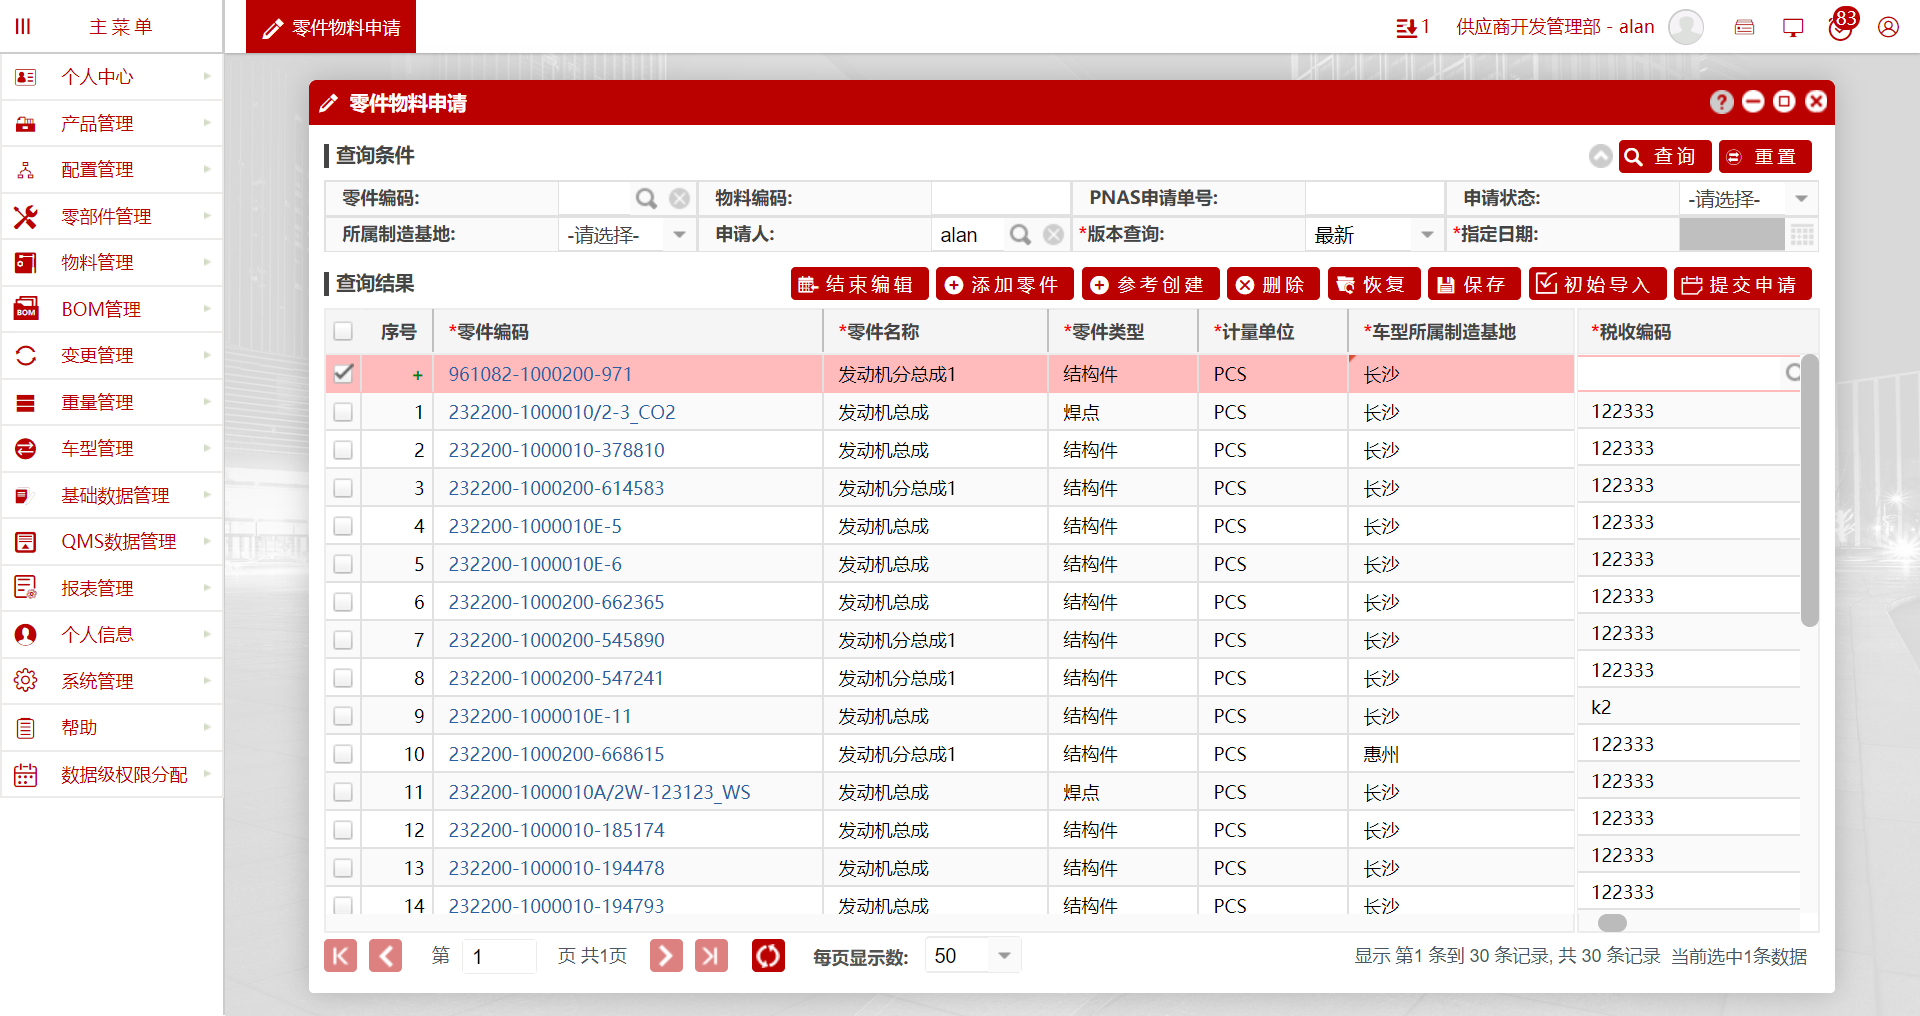 主菜单
零件物料申请
1 供应商开发管理部 - alan 83
个人中心
产品管理
配置管理
零部件管理
物料管理
BOM管理
变更管理
重量管理
车型管理
基础数据管理
QMS数据管理
报表管理
个人信息
系统管理
帮助
数据级权限分配
零件物料申请
查询条件 查询 重置
零件编码: 物料编码: PNAS申请单号: 申请状态: -请选择-
所属制造基地: -请选择- 申请人: alan *版本查询: 最新 *指定日期:
查询结果 结束编辑 添加零件 参考创建 删除 恢复 保存 初始导入 提交申请
序号 *零件编码 *零件名称 *零件类型 *计量单位 *车型所属制造基地 *税收编码
+ 961082-1000200-971 发动机分总成1 结构件 PCS 长沙
1 232200-1000010/2-3_CO2 发动机总成 焊点 PCS 长沙 122333
2 232200-1000010-378810 发动机总成 结构件 PCS 长沙 122333
3 232200-1000200-614583 发动机分总成1 结构件 PCS 长沙 122333
4 232200-1000010E-5 发动机总成 结构件 PCS 长沙 122333
5 232200-1000010E-6 发动机总成 结构件 PCS 长沙 122333
6 232200-1000200-662365 发动机总成 结构件 PCS 长沙 122333
7 232200-1000200-545890 发动机分总成1 结构件 PCS 长沙 122333
8 232200-1000200-547241 发动机分总成1 结构件 PCS 长沙 122333
9 232200-1000010E-11 发动机总成 结构件 PCS 长沙 k2
10 232200-1000200-668615 发动机分总成1 结构件 PCS 惠州 122333
11 232200-1000010A/2W-123123_WS 发动机总成 焊点 PCS 长沙 122333
12 232200-1000010-185174 发动机总成 结构件 PCS 长沙 122333
13 232200-1000010-194478 发动机总成 结构件 PCS 长沙 122333
14 232200-1000010-194793 发动机总成 结构件 PCS 长沙 122333
第 1 页 共1页 每页显示数: 50 显示 第1 条到 30 条记录, 共 30 条记录 当前选中1条数据